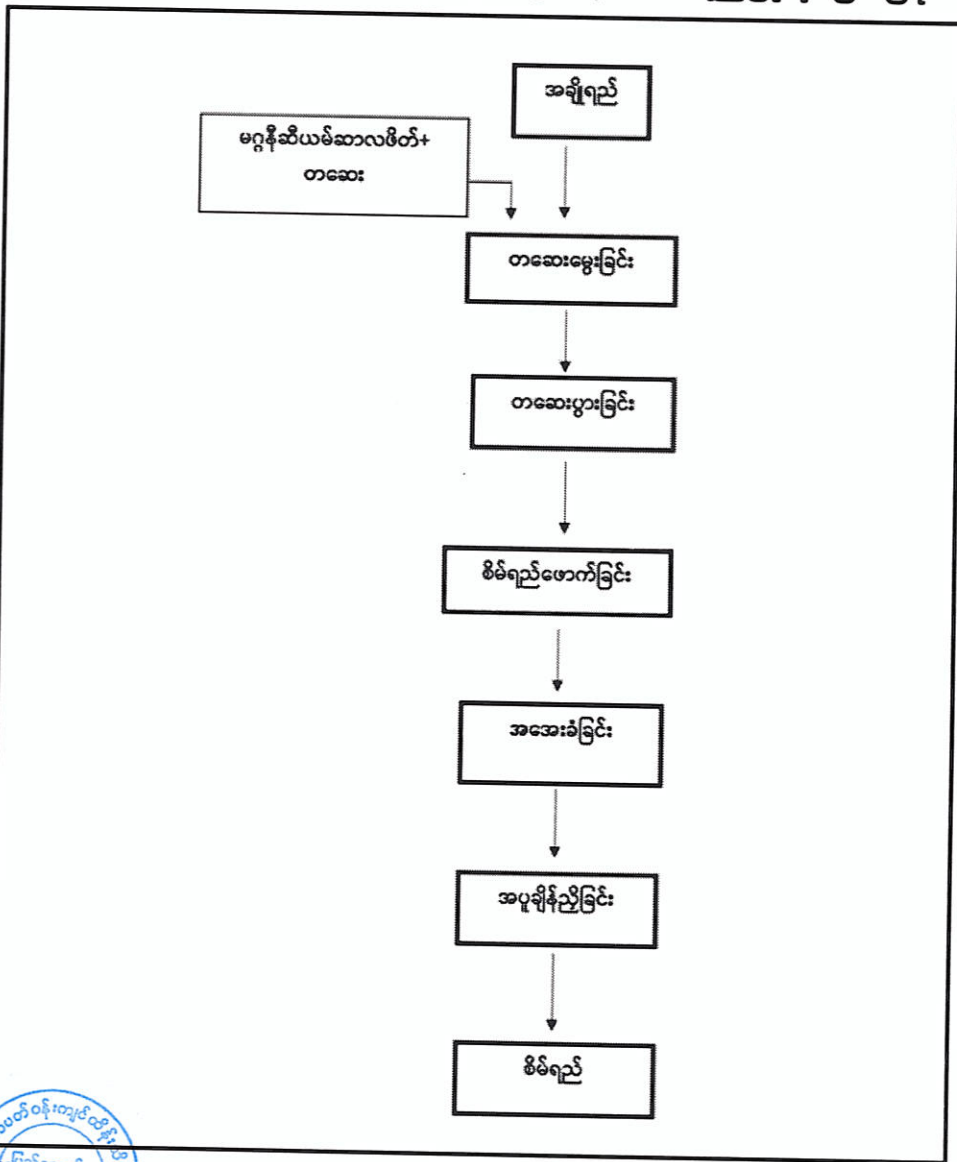 အချိုရည်
မဂ္ဂနီဆီယမ်ဆာလဖိတ်+
တဆေး
တဆေးမွေးခြင်း
တဆေးပွားခြင်း
စိမ်ရည်ဖောက်ခြင်း
အအေးခံခြင်း
အပူချိန်ညှိခြင်း
စိမ်ရည်